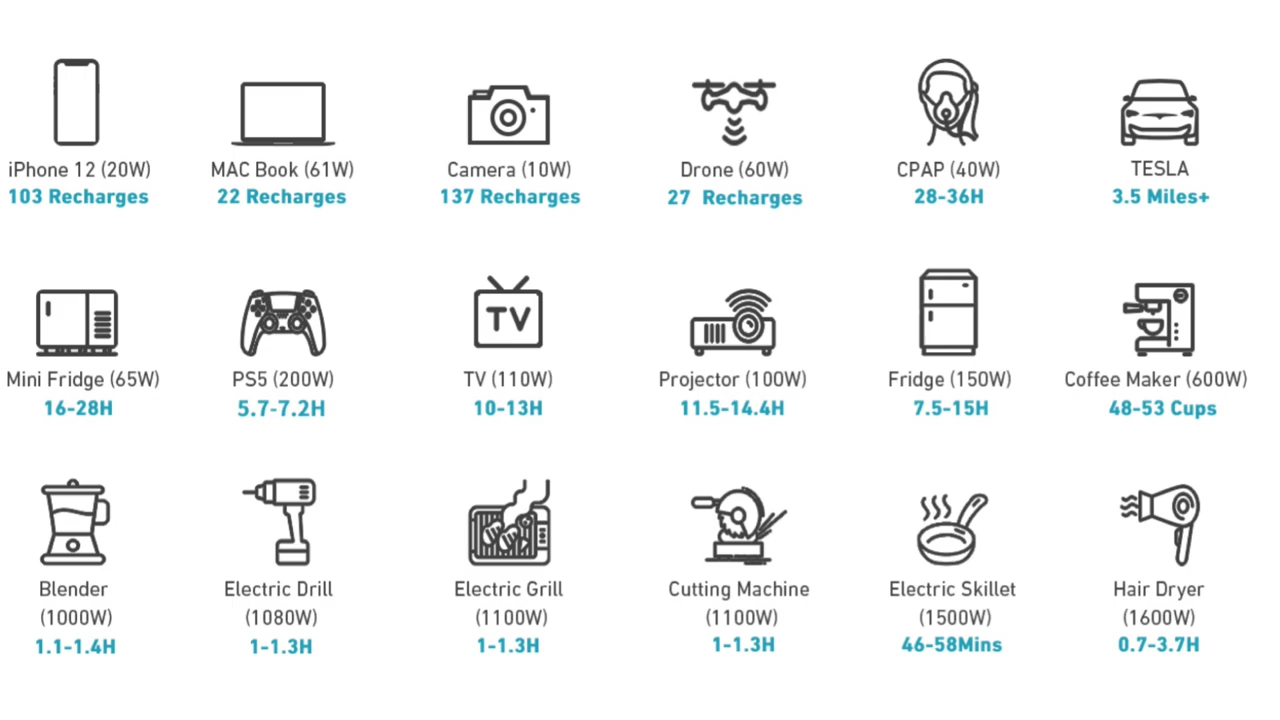 iPhone 12 (20W)
103 Recharges
MAC Book (61W)
22 Recharges
Camera (10W)
137 Recharges
Drone (60W)
27 Recharges
CPAP (40W)
28-36H
TESLA
3.5 Miles+
Mini Fridge (65W)
16-28H
PS5 (200W)
5.7-7.2H
TV
TV (110W)
10-13H
Projector (100W)
11.5-14.4H
Fridge (150W)
7.5-15H
Coffee Maker (600W)
48-53 Cups
Blender
(1000W)
1.1-1.4H
Electric Drill
(1080W)
1-1.3H
Electric Grill
(1100W)
1-1.3H
Cutting Machine
(1100W)
1-1.3H
Electric Skillet
(1500W)
46-58Mins
Hair Dryer
(1600W)
0.7-3.7H